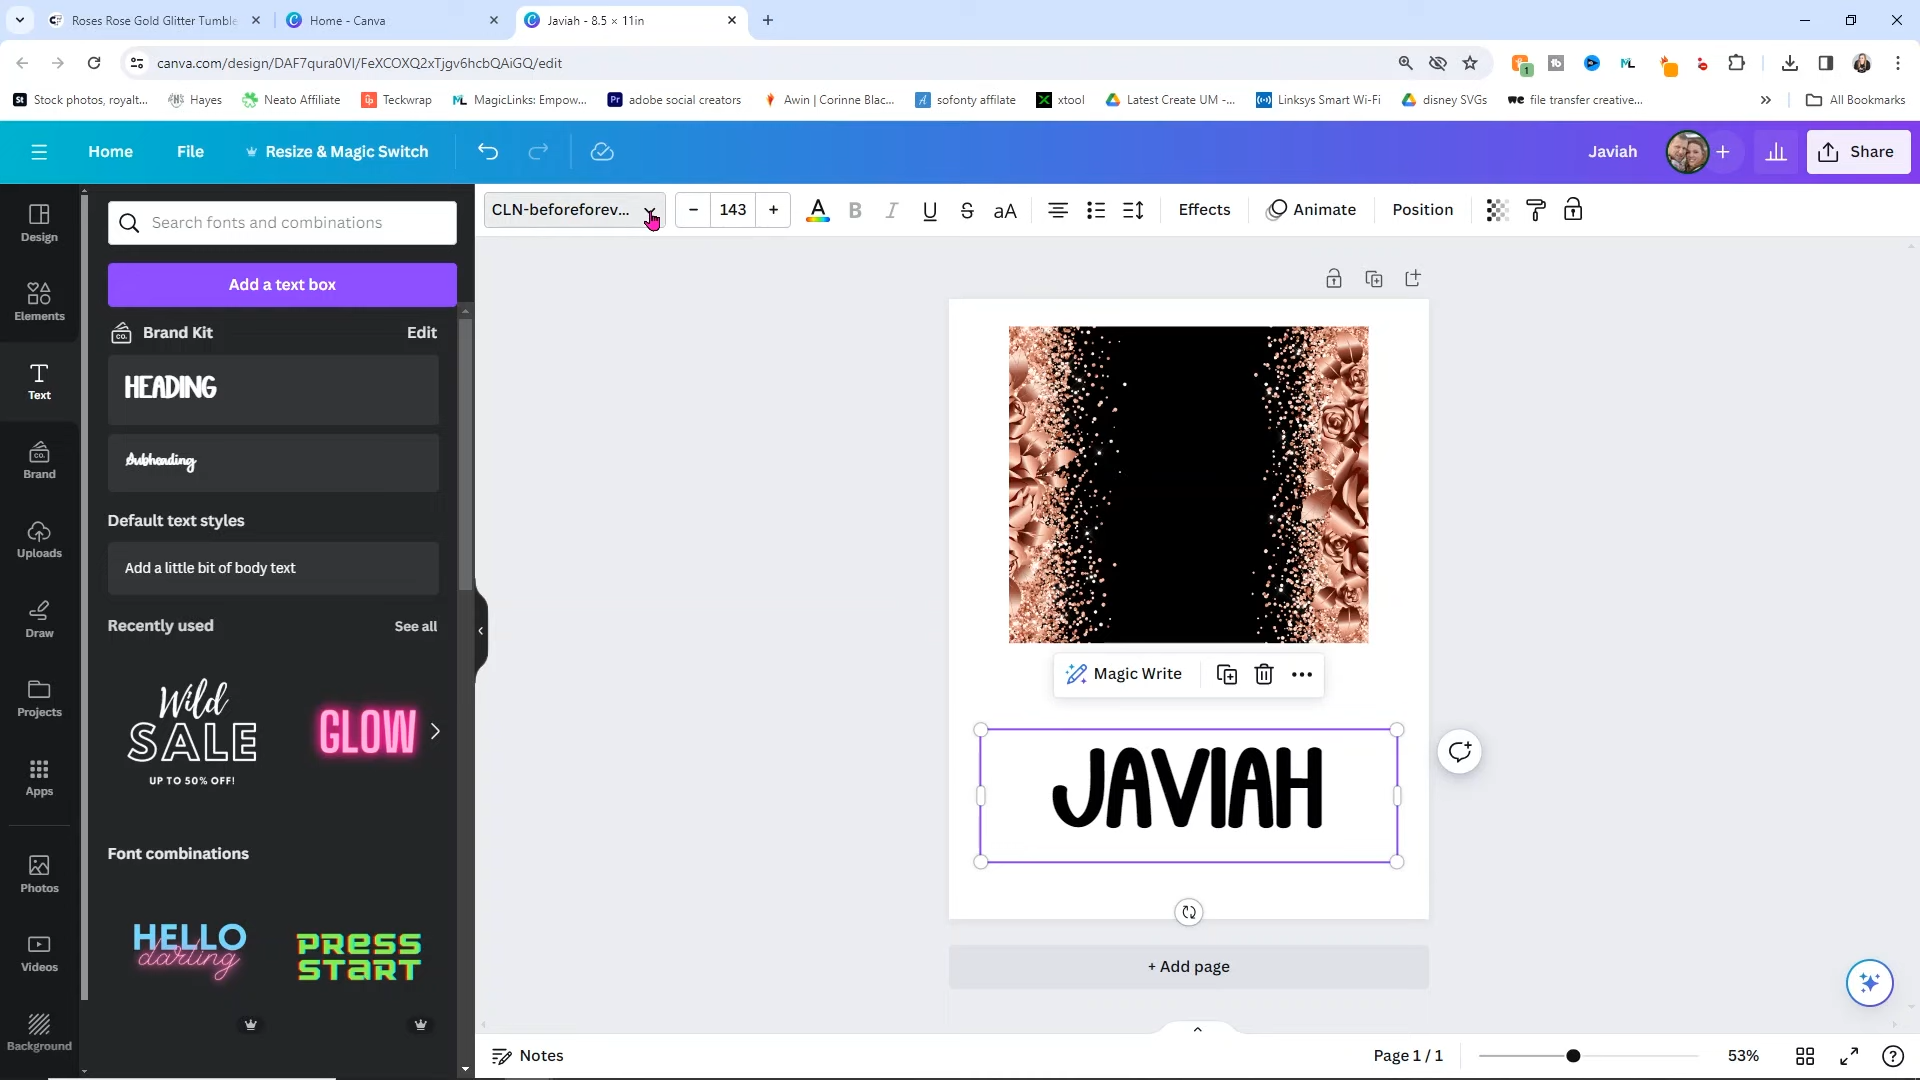 Roses Rose Gold Glitter Tumble
Home - Canva
Javiah - 8.5 × 11in
canva.com/design/DAF7qura0VI/FeXCOXQ2xTjgv6hcbQAiGQ/edit
Stock photos, royalt...
Hayes
Neato Affiliate
Teckwrap
MagicLinks: Empow...
adobe social creators
Awin | Corinne Blac...
sofonty affilate
xtool
Latest Create UM -...
Linksys Smart Wi-Fi
disney SVGs
file transfer creative...
All Bookmarks
Home
File
Resize & Magic Switch
Javiah
Share
Design
Elements
Text
Brand
Uploads
Draw
Projects
Apps
Photos
Videos
Background
Search fonts and combinations
Add a text box
Brand Kit
Edit
HEADING
Subheading
Default text styles
Add a little bit of body text
Recently used
See all
Wild
SALE
UP TO 50% OFF!
GLOW
Font combinations
HELLO
darling
PRESS
START
CLN-beforeforev...
143
B
I
U
S
aA
Effects
Animate
Position
Magic Write
JAVIAH
+ Add page
Notes
Page 1 / 1
53%